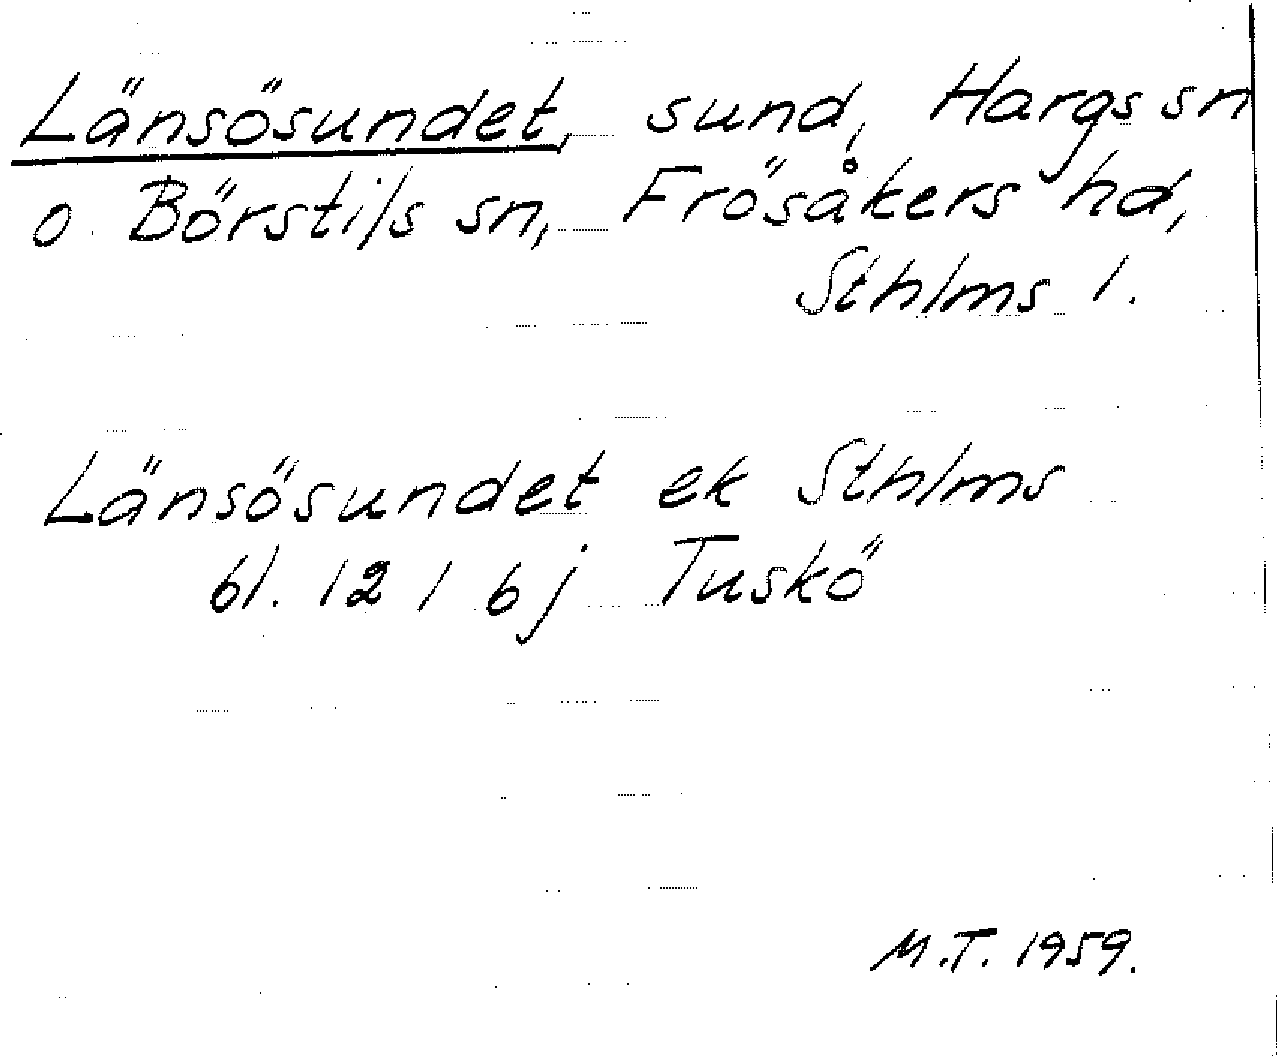 Länsösundet, sund, Hargs sn
o. Börstils sn, Frösåkers hd,
Sthlms l.
Länsösundet ek Sthlms
bl. 12 I 6j Tuskö
M.T. 1959.